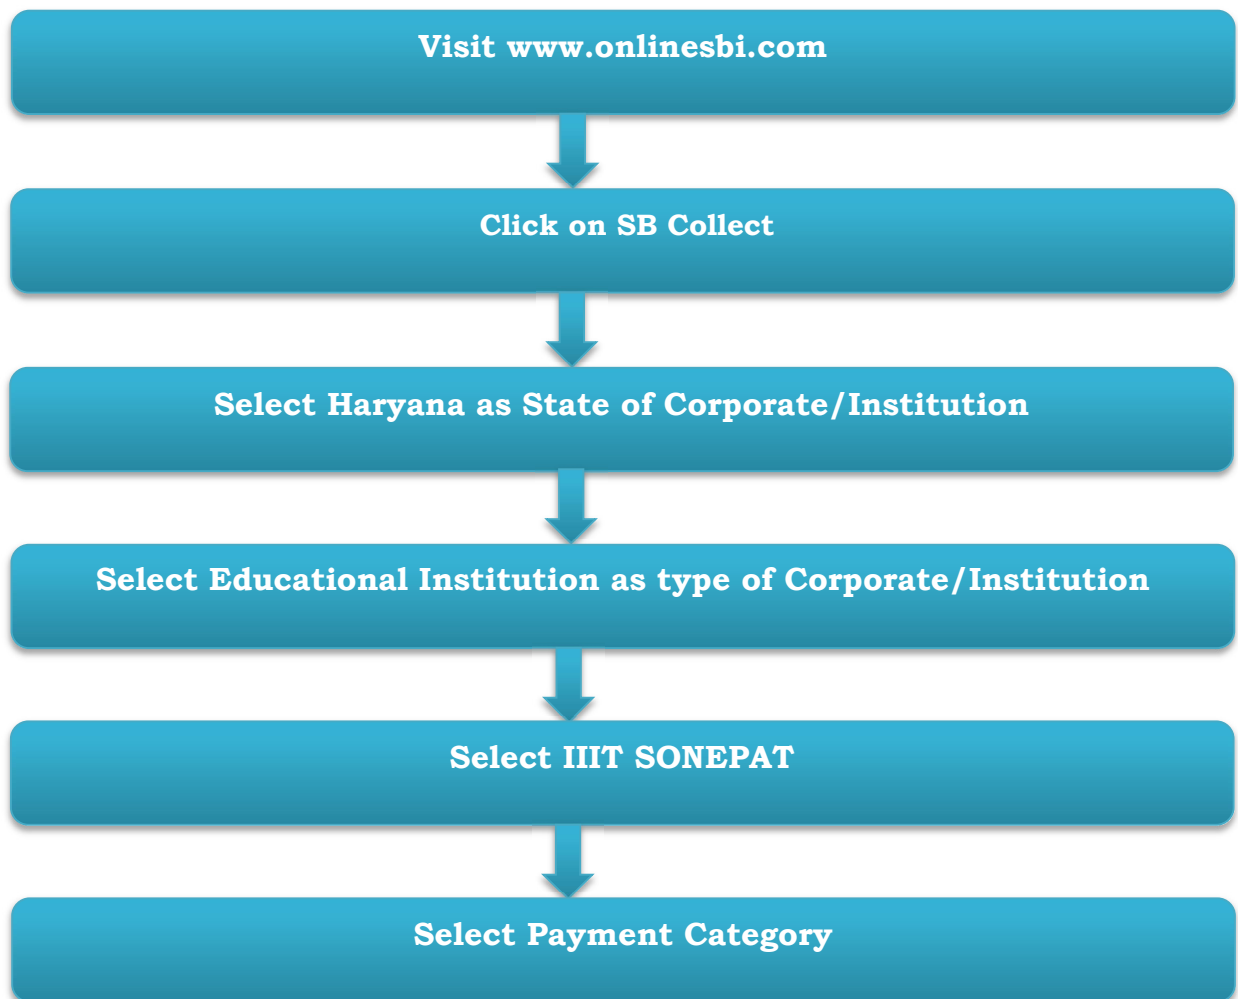 Visit www.onlinesbi.com
Click on SB Collect
Select Haryana as State of Corporate/Institution
Select Educational Institution as type of Corporate/Institution
Select IIIT SONEPAT
Select Payment Category